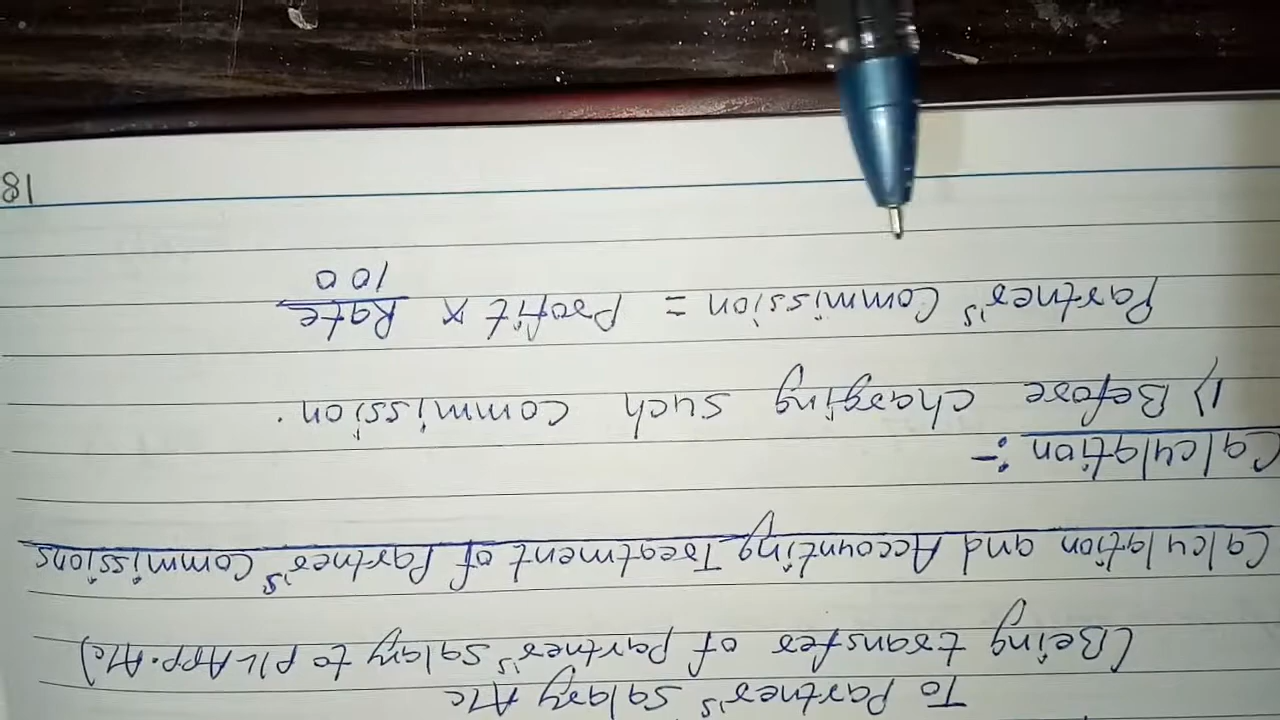 To Partner's salary A/c
(Being transfer of partner's salary to P/L App. A/c)
Calculation and Accounting Treatment of Partner's Commissions
Calculation :-
1) Before charging such commission.
Partner's Commission = Profit × Rate
100
18